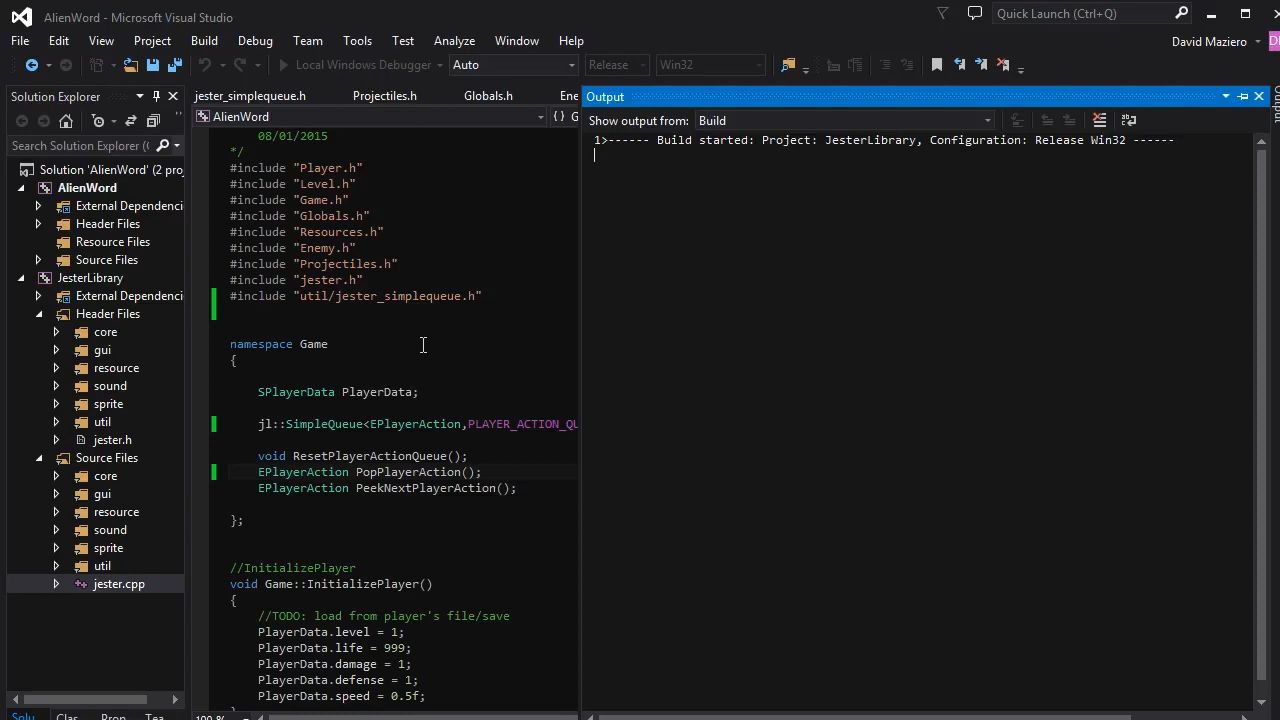 AlienWord - Microsoft Visual Studio
Quick Launch (Ctrl+Q)
File Edit View Project Build Debug Team Tools Test Analyze Window Help
David Maziero
Local Windows Debugger Auto Release Win32
Solution Explorer
jester_simplequeue.h Projectiles.h Globals.h
Output
AlienWord
Show output from: Build
Search Solution Explorer (
Solution 'AlienWord' (2 proj
AlienWord
External Dependenci
Header Files
Resource Files
Source Files
JesterLibrary
External Dependenci
Header Files
core
gui
resource
sound
sprite
util
jester.h
Source Files
core
gui
resource
sound
sprite
util
jester.cpp
08/01/2015
*/
#include "Player.h"
#include "Level.h"
#include "Game.h"
#include "Globals.h"
#include "Resources.h"
#include "Enemy.h"
#include "Projectiles.h"
#include "jester.h"
#include "util/jester_simplequeue.h"
namespace Game
{
SPlayerData PlayerData;
jl::SimpleQueue<EPlayerAction,PLAYER_ACTION_QU
void ResetPlayerActionQueue();
EPlayerAction PopPlayerAction();
EPlayerAction PeekNextPlayerAction();
};
//InitializePlayer
void Game::InitializePlayer()
{
//TODO: load from player's file/save
PlayerData.level = 1;
PlayerData.life = 999;
PlayerData.damage = 1;
PlayerData.defense = 1;
PlayerData.speed = 0.5f;
1>------ Build started: Project: JesterLibrary, Configuration: Release Win32 ------
100 %